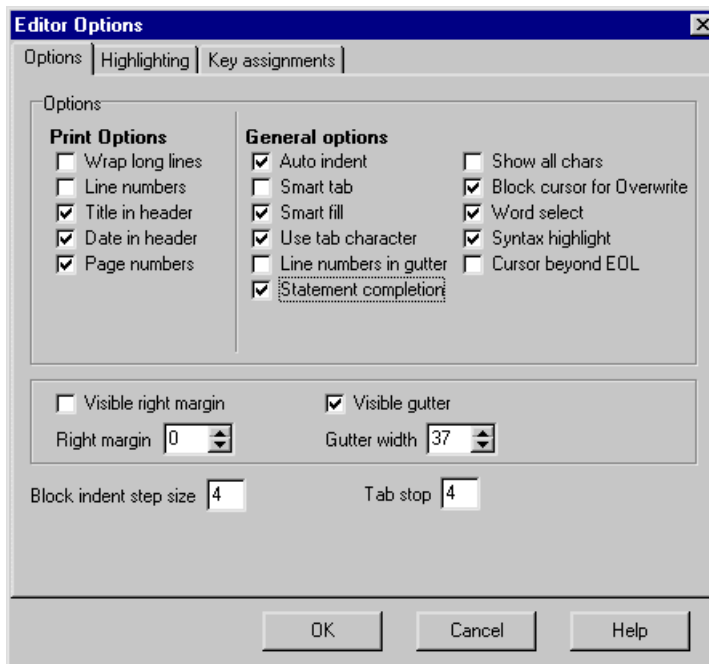 Editor Options
Options Highlighting Key assignments
Options
Print Options
Wrap long lines
Line numbers
Title in header
Date in header
Page numbers
General options
Auto indent
Smart tab
Smart fill
Use tab character
Line numbers in gutter
Statement completion
Show all chars
Block cursor for Overwrite
Word select
Syntax highlight
Cursor beyond EOL
Visible right margin
Right margin 0
Visible gutter
Gutter width 37
Block indent step size 4
Tab stop 4
OK Cancel Help